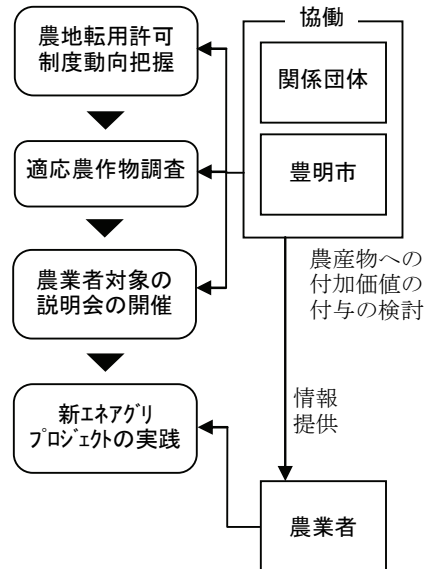 農地転用許可
制度動向把握
適応農作物調査
農業者対象の
説明会の開催
新エネアグリ
プロジェクトの実践
協働
関係団体
豊明市
農産物への
付加価値の
付与の検討
情報
提供
農業者